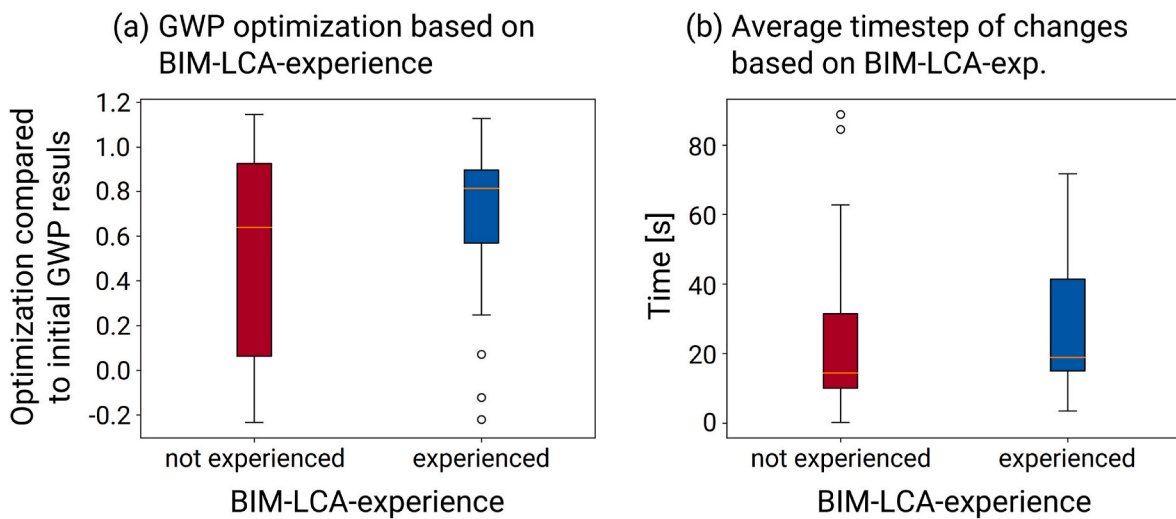 (a) GWP optimization based on
BIM-LCA-experience
Optimization compared
to initial GWP resuls
1.2
1.0
0.8
0.6
0.4
0.2
0.0
-0.2
not experienced
experienced
BIM-LCA-experience
(b) Average timestep of changes
based on BIM-LCA-exp.
Time [s]
80
60
40
20
0
not experienced
experienced
BIM-LCA-experience